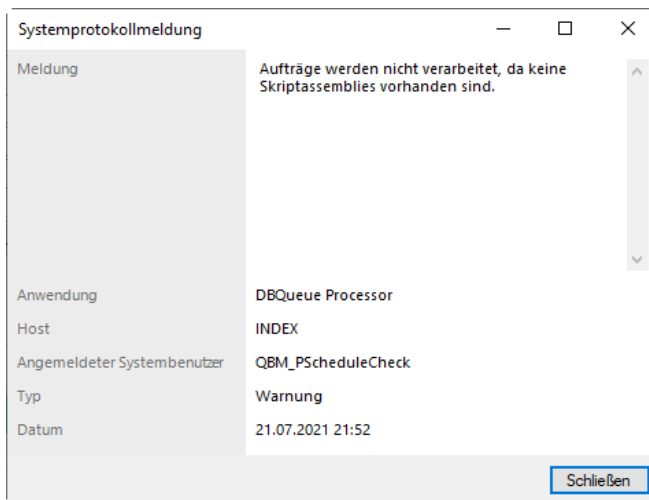 Systemprotokollmeldung
Meldung
Aufträge werden nicht verarbeitet, da keine
Skriptassemblies vorhanden sind.
Anwendung DBQueue Processor
Host INDEX
Angemeldeter Systembenutzer QBM_PScheduleCheck
Typ Warnung
Datum 21.07.2021 21:52
Schließen